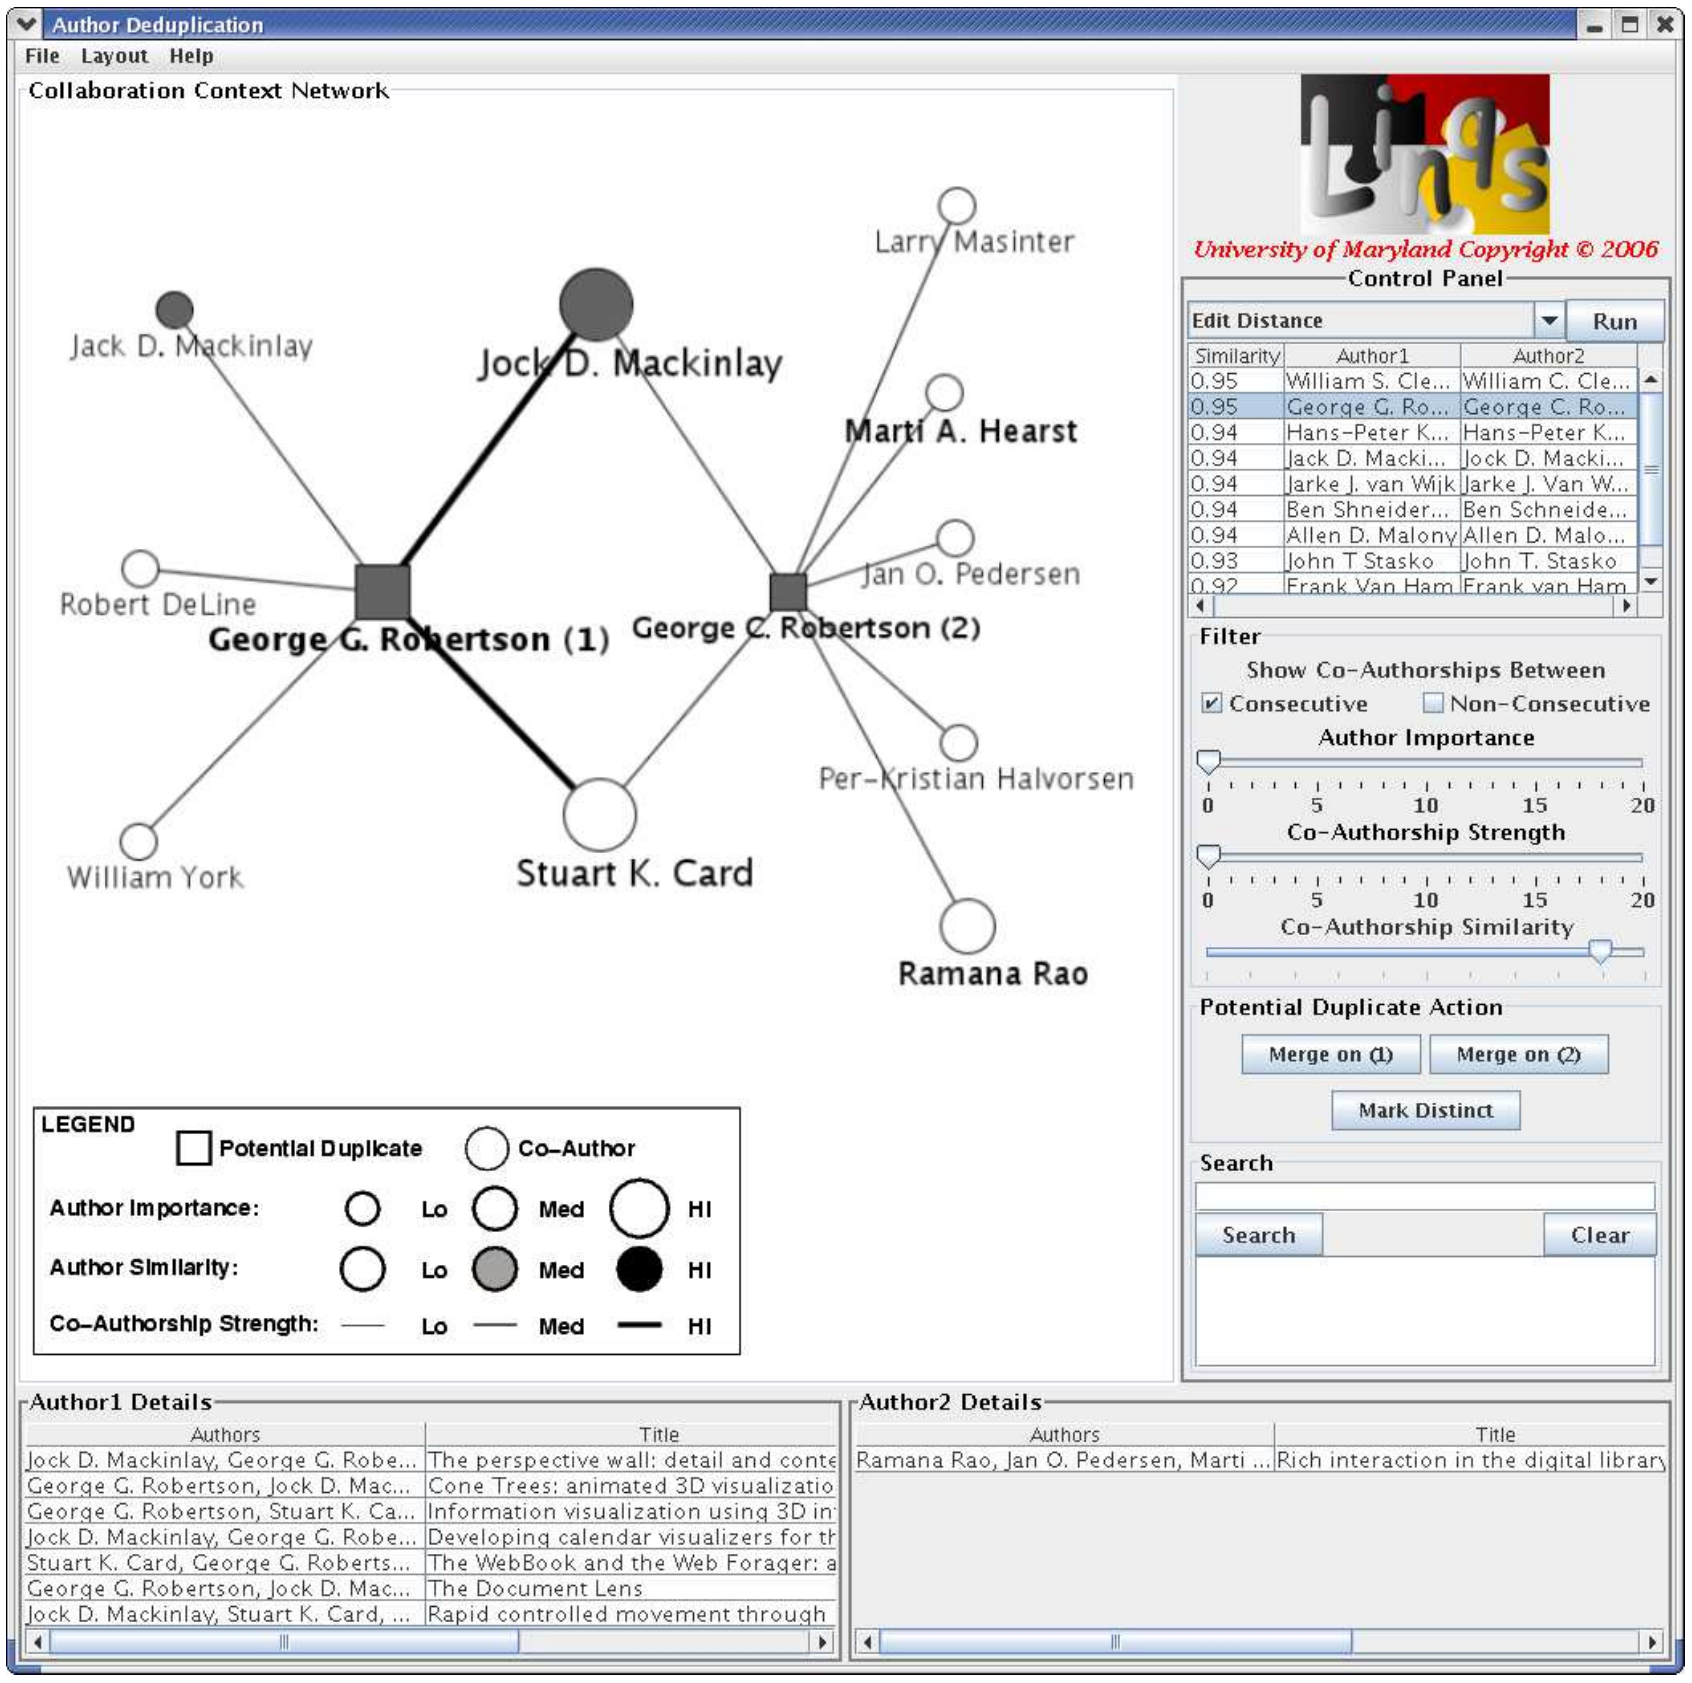 Author Deduplication
File Layout Help
Collaboration Context Network
Larry Masinter
Jack D. Mackinlay
Jock D. Mackinlay
Marti A. Hearst
Jan O. Pedersen
Robert DeLine
George G. Robertson (1)
George C. Robertson (2)
Per-Kristian Halvorsen
William York
Stuart K. Card
Ramana Rao
LEGEND
Potential Duplicate Co-Author
Author Importance: Lo Med HI
Author Similarity: Lo Med HI
Co-Authorship Strength: Lo Med HI
Linqs
University of Maryland Copyright © 2006
Control Panel
Edit Distance Run
Similarity Author1 Author2
0.95 William S. Cle... William C. Cle...
0.95 George G. Ro... George C. Ro...
0.94 Hans-Peter K... Hans-Peter K...
0.94 Jack D. Macki... Jock D. Macki...
0.94 Jarke J. van Wijk Jarke J. Van W...
0.94 Ben Shneider... Ben Schneide...
0.94 Allen D. Malony Allen D. Malo...
0.93 John T Stasko John T. Stasko
0.92 Frank Van Ham Frank van Ham
Filter
Show Co-Authorships Between
Consecutive Non-Consecutive
Author Importance
0 5 10 15 20
Co-Authorship Strength
0 5 10 15 20
Co-Authorship Similarity
Potential Duplicate Action
Merge on (1) Merge on (2)
Mark Distinct
Search
Search Clear
Author1 Details
Authors Title
Jock D. Mackinlay, George G. Robe... The perspective wall: detail and conte
George G. Robertson, Jock D. Mac... Cone Trees: animated 3D visualizatio
George G. Robertson, Stuart K. Ca... Information visualization using 3D in
Jock D. Mackinlay, George G. Robe... Developing calendar visualizers for th
Stuart K. Card, George G. Roberts... The WebBook and the Web Forager: a
George G. Robertson, Jock D. Mac... The Document Lens
Jock D. Mackinlay, Stuart K. Card, ... Rapid controlled movement through
Author2 Details
Authors Title
Ramana Rao, Jan O. Pedersen, Marti ... Rich interaction in the digital library